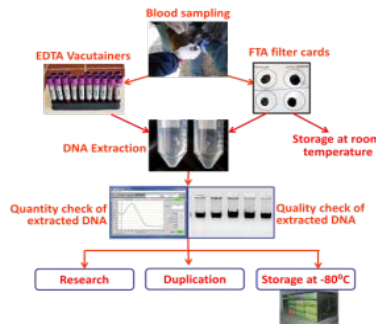 Blood sampling
EDTA Vacutainers
FTA filter cards
DNA Extraction
Storage at room
temperature
Quantity check of
extracted DNA
Quality check of
extracted DNA
Research
Duplication
Storage at -80⁰C